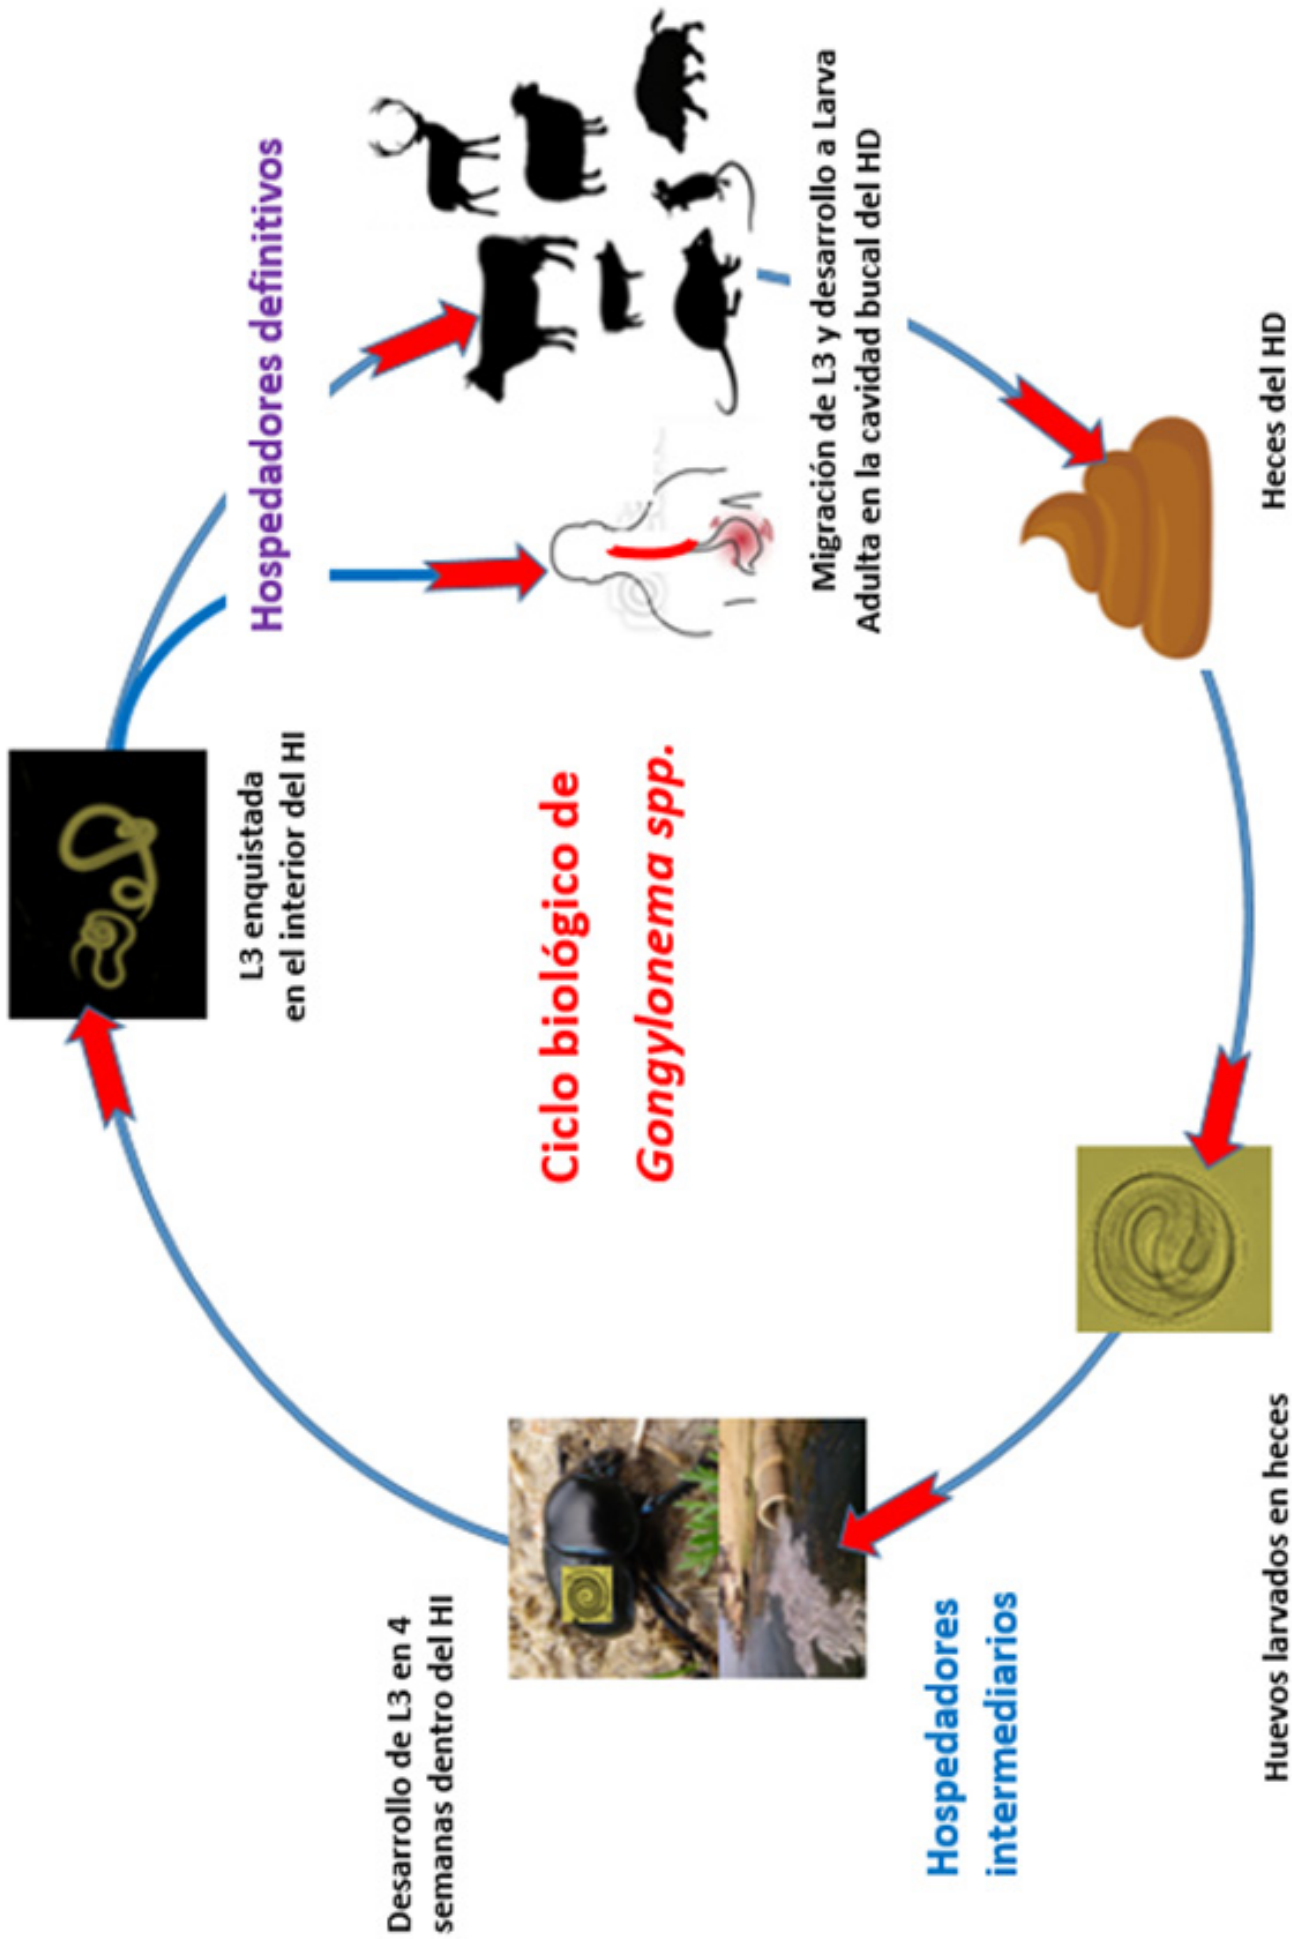 L3 enquistada
en el interior del HI
Hospedadores definitivos
Desarrollo de L3 en 4
semanas dentro del HI
Ciclo biológico de
Gongylonema spp.
Migración de L3 y desarrollo a Larva
Adulta en la cavidad bucal del HD
Hospedadores
intermediarios
Huevos larvados en heces
Heces del HD